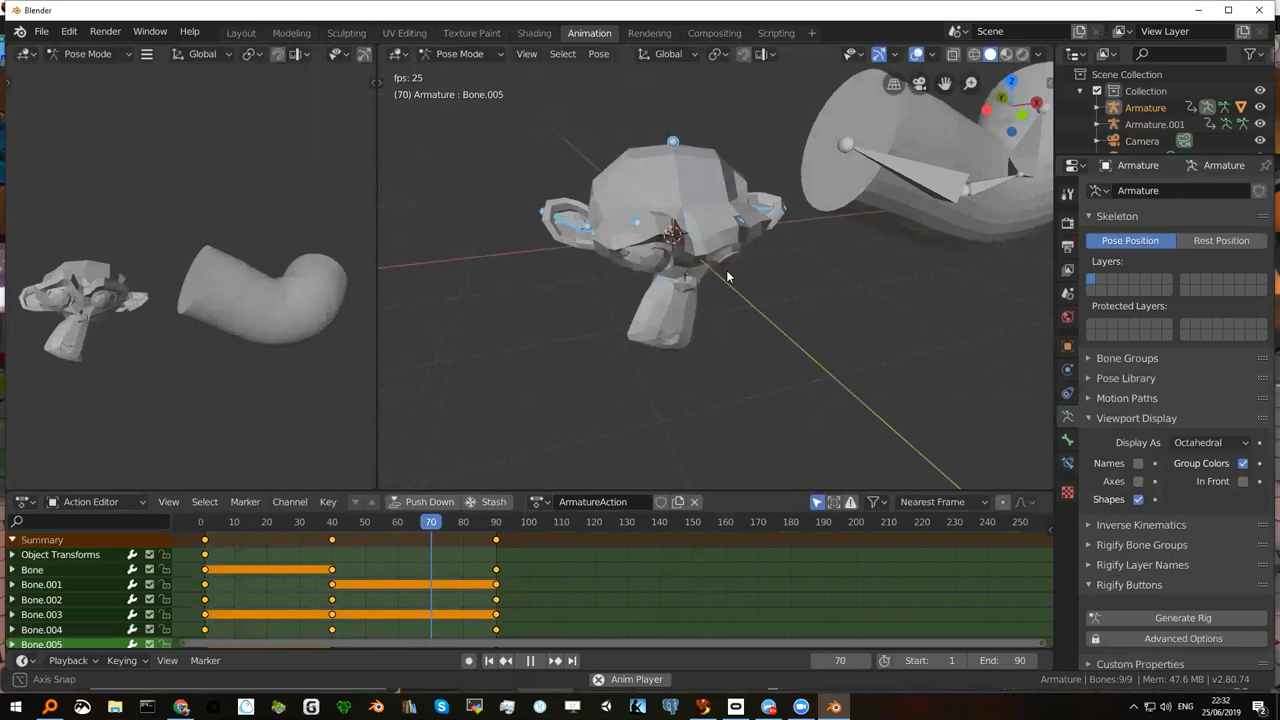 Blender
File Edit Render Window Help Layout Modeling Sculpting UV Editing Texture Paint Shading Animation Rendering Compositing Scripting + Scene View Layer
Pose Mode Global Pose Mode View Select Pose Global
fps: 25
(70) Armature : Bone.005
Z
Y
X
Scene Collection
Collection
Armature
Armature.001
Camera
Armature Armature
Armature
Skeleton
Pose Position Rest Position
Layers:
Protected Layers:
Bone Groups
Pose Library
Motion Paths
Viewport Display
Display As Octahedral
Names Group Colors
Axes In Front
Shapes
Inverse Kinematics
Rigify Bone Groups
Rigify Layer Names
Rigify Buttons
Generate Rig
Advanced Options
Custom Properties
Action Editor View Select Marker Channel Key Push Down Stash ArmatureAction Nearest Frame
0 10 20 30 40 50 60 70 80 90 100 110 120 130 140 150 160 170 180 190 200 210 220 230 240 250
Summary
Object Transforms
Bone
Bone.001
Bone.002
Bone.003
Bone.004
Bone.005
Playback Keying View Marker 70 Start: 1 End: 90
Axis Snap Anim Player Armature | Bones:9/9 | Mem: 47.6 MB | v2.80.74
ENG 22:32
25/06/2019